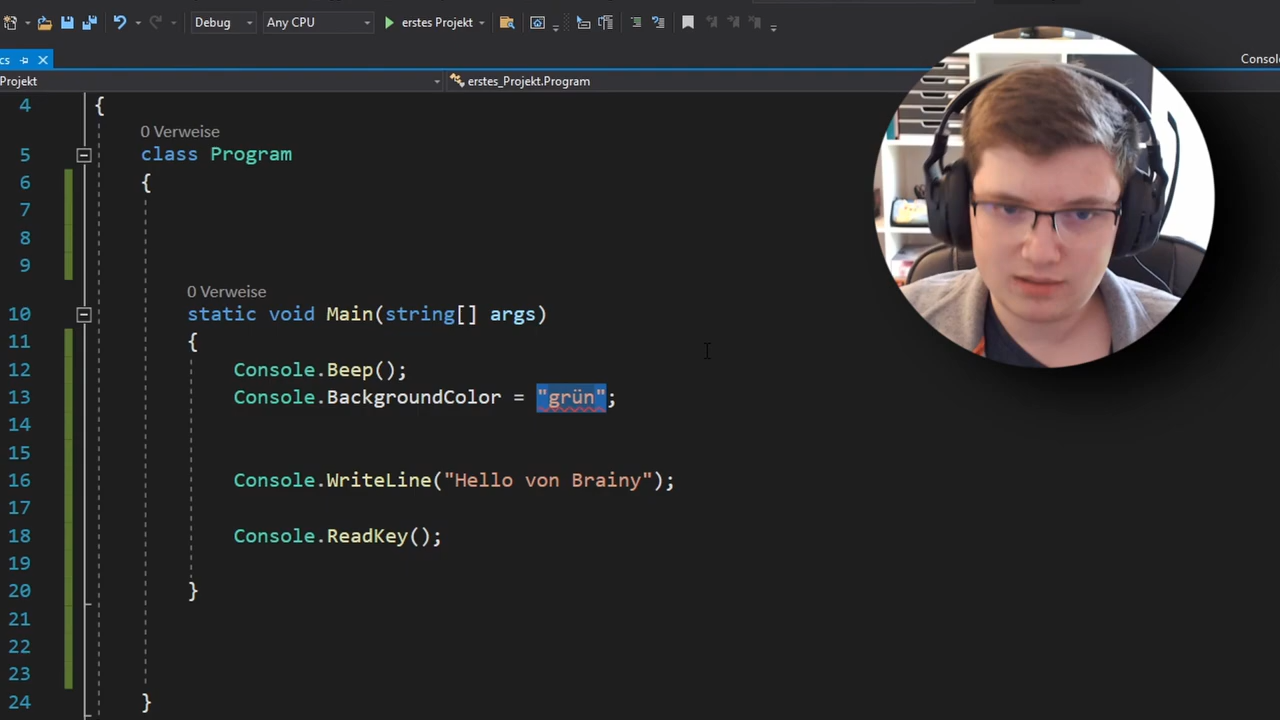 Debug Any CPU erstes Projekt
cs
Projekt erstes_Projekt.Program
4 {
0 Verweise
5 class Program
6 {
7
8
9
0 Verweise
10 static void Main(string[] args)
11 {
12 Console.Beep();
13 Console.BackgroundColor = "grün";
14
15
16 Console.WriteLine("Hello von Brainy");
17
18 Console.ReadKey();
19
20 }
21
22
23
24 }